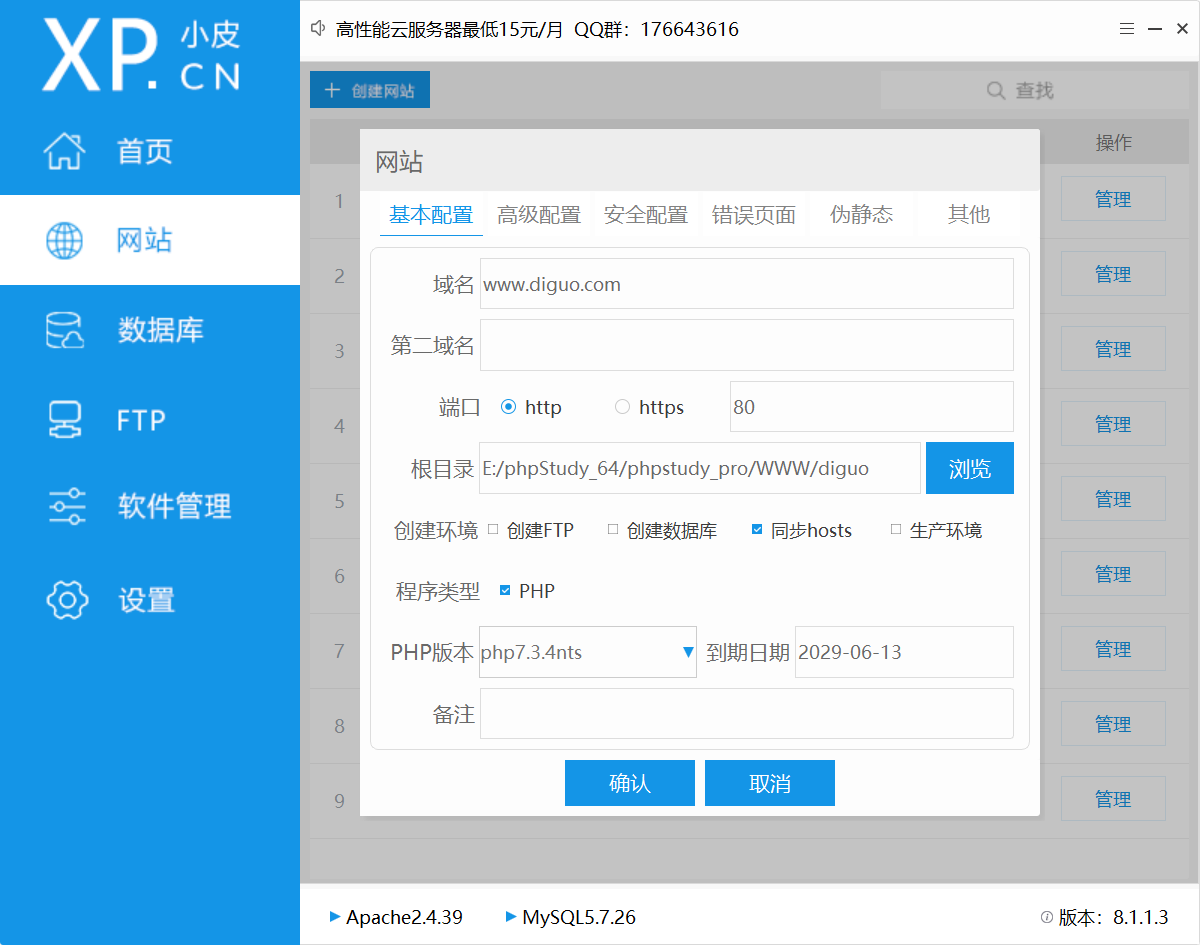 XP.CN 小皮
高性能云服务器最低15元/月 QQ群：176643616
首页
网站
数据库
FTP
软件管理
设置
创建网站
查找
操作
1 管理
2 管理
3 管理
4 管理
5 管理
6 管理
7 管理
8 管理
9 管理
网站
基本配置 高级配置 安全配置 错误页面 伪静态 其他
域名 www.diguo.com
第二域名
端口 http https 80
根目录 E:/phpStudy_64/phpstudy_pro/WWW/diguo 浏览
创建环境 创建FTP 创建数据库 同步hosts 生产环境
程序类型 PHP
PHP版本 php7.3.4nts 到期日期 2029-06-13
备注
确认 取消
Apache2.4.39 MySQL5.7.26 版本：8.1.1.3